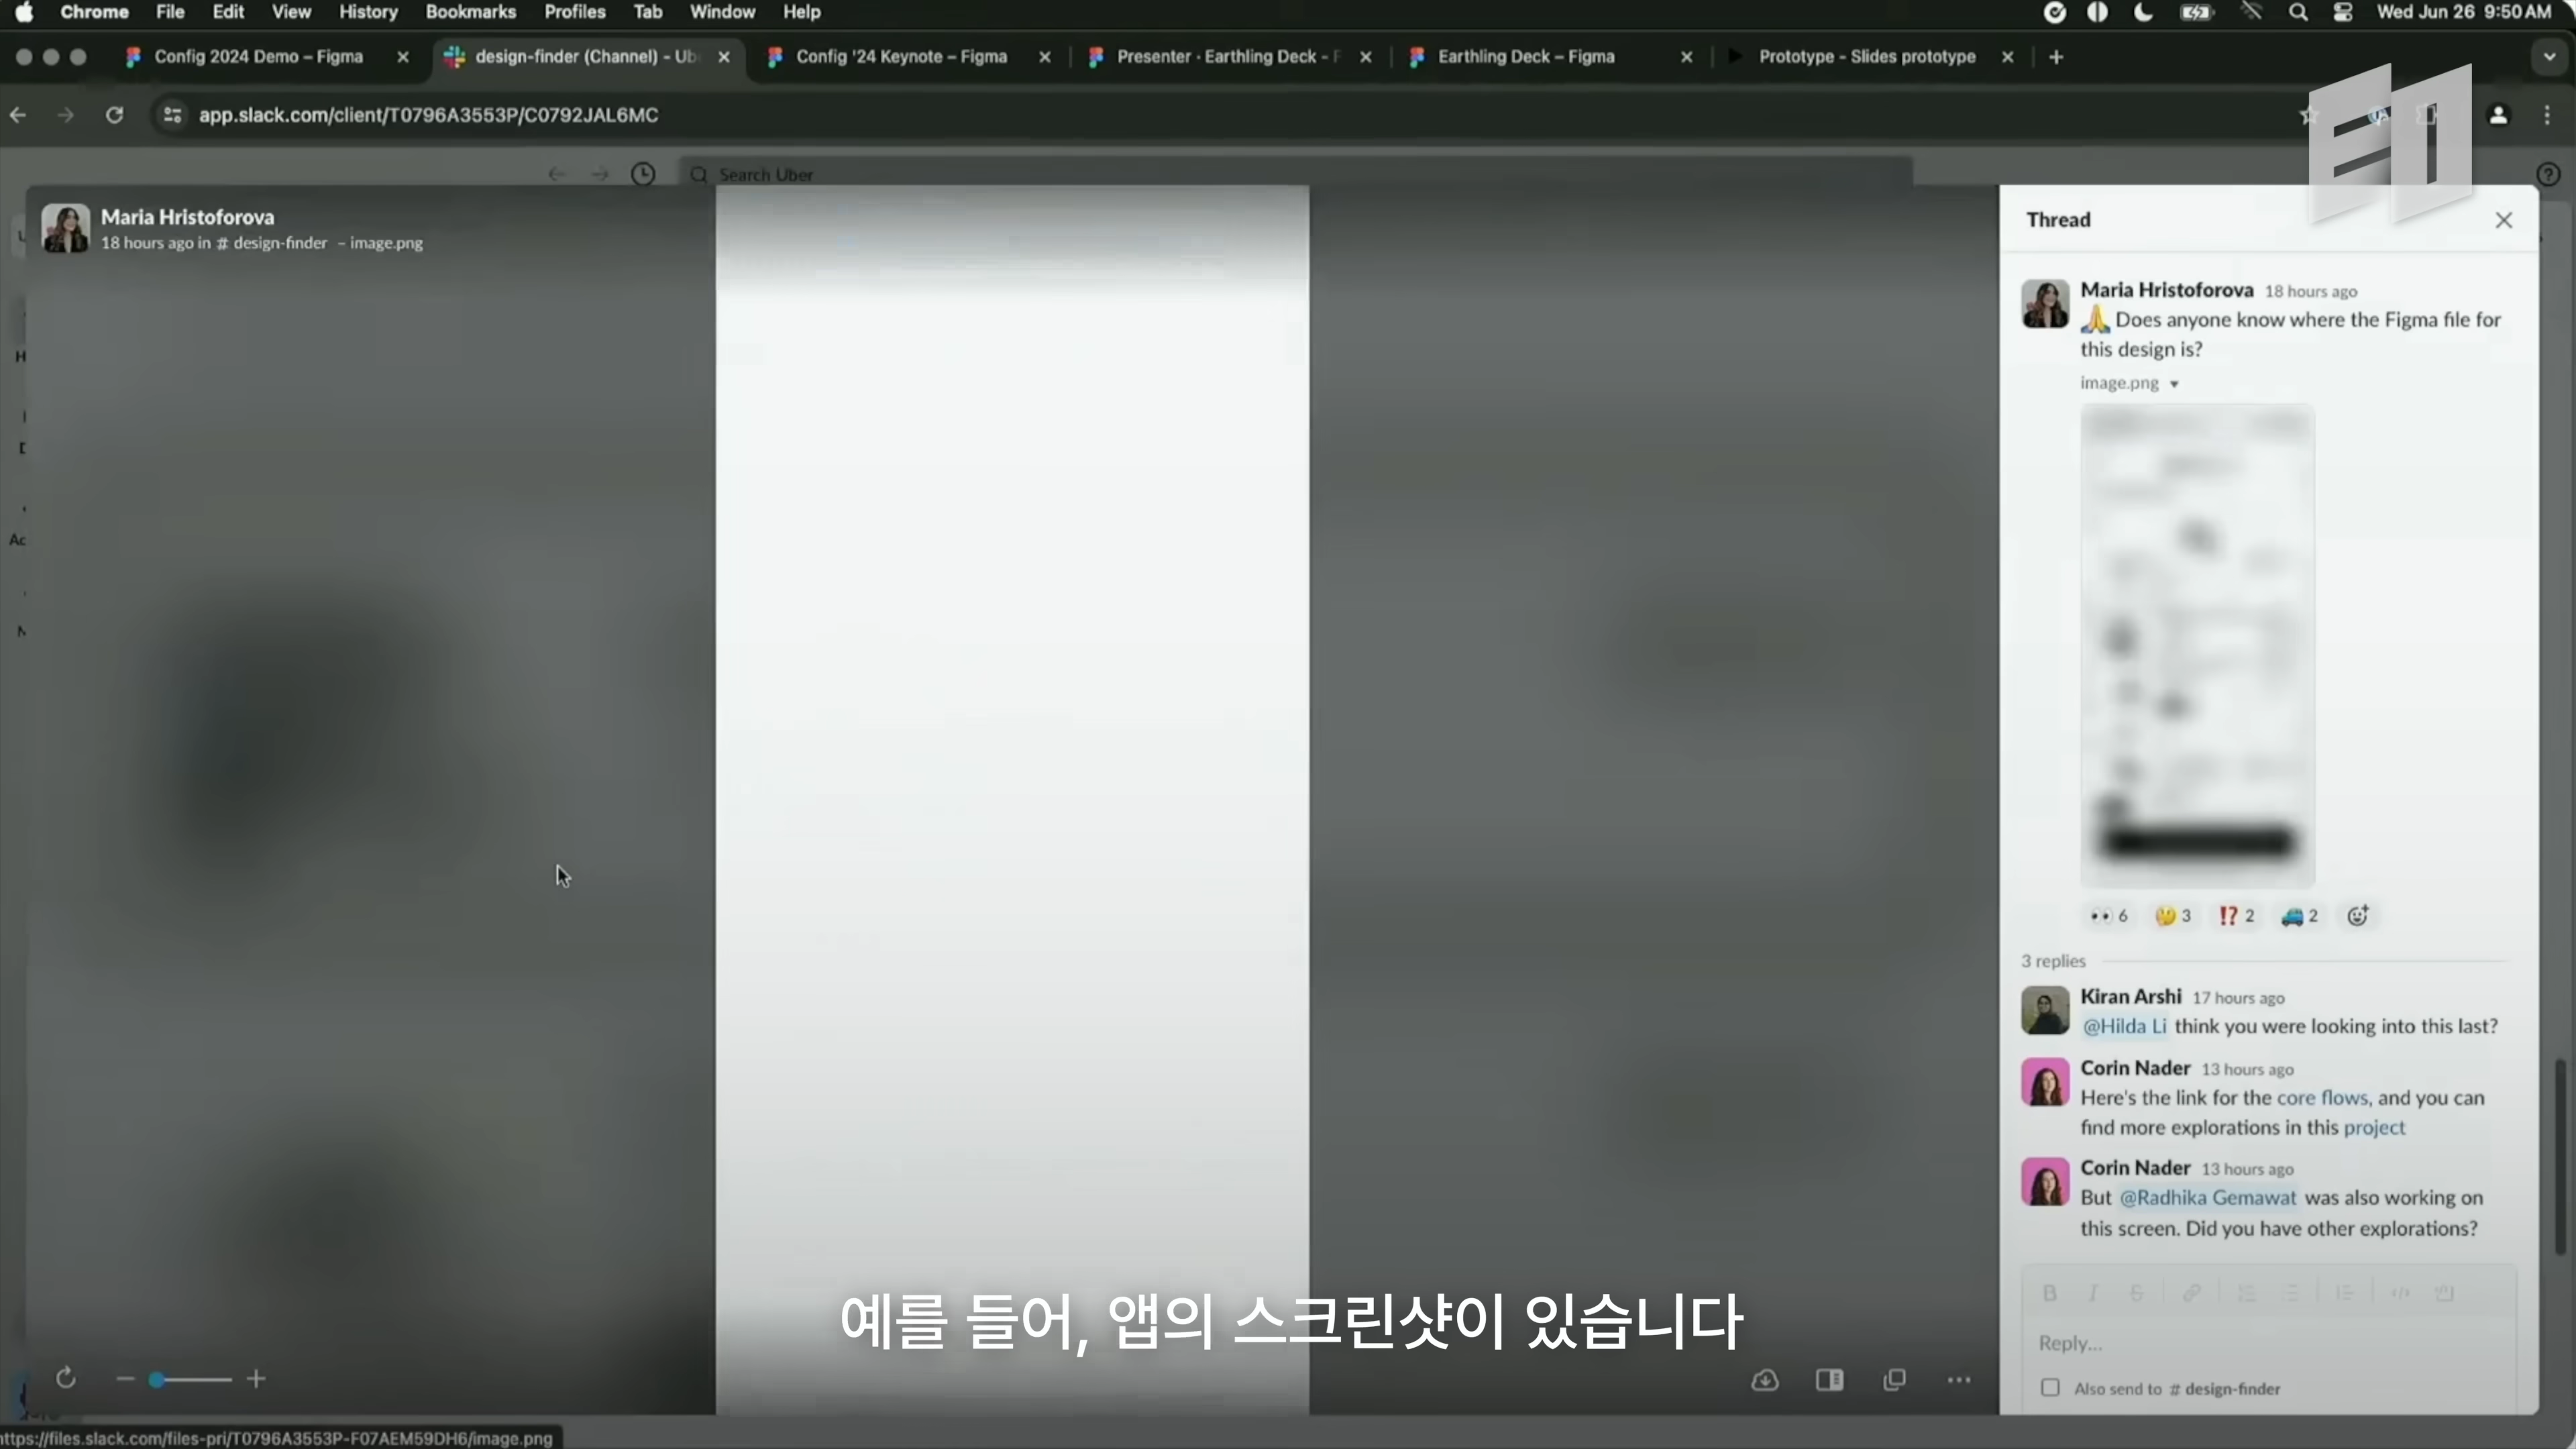 Chrome File Edit View History Bookmarks Profiles Tab Window Help
Wed Jun 26 9:50 AM
Config 2024 Demo – Figma
design-finder (Channel) - Ub
Config '24 Keynote – Figma
Presenter · Earthling Deck - F
Earthling Deck – Figma
Prototype - Slides prototype
app.slack.com/client/T0796A3553P/C0792JAL6MC
Search Uber
Maria Hristoforova
18 hours ago in # design-finder – image.png
Thread
Maria Hristoforova 18 hours ago
🙏 Does anyone know where the Figma file for
this design is?
image.png
👀 6 🤔 3 ⁉️ 2 🚙 2
3 replies
Kiran Arshi 17 hours ago
@Hilda Li think you were looking into this last?
Corin Nader 13 hours ago
Here's the link for the core flows, and you can
find more explorations in this project
Corin Nader 13 hours ago
But @Radhika Gemawat was also working on
this screen. Did you have other explorations?
B I S
Reply...
Also send to # design-finder
예를 들어, 앱의 스크린샷이 있습니다
ttps://files.slack.com/files-pri/T0796A3553P-F07AEM59DH6/image.png